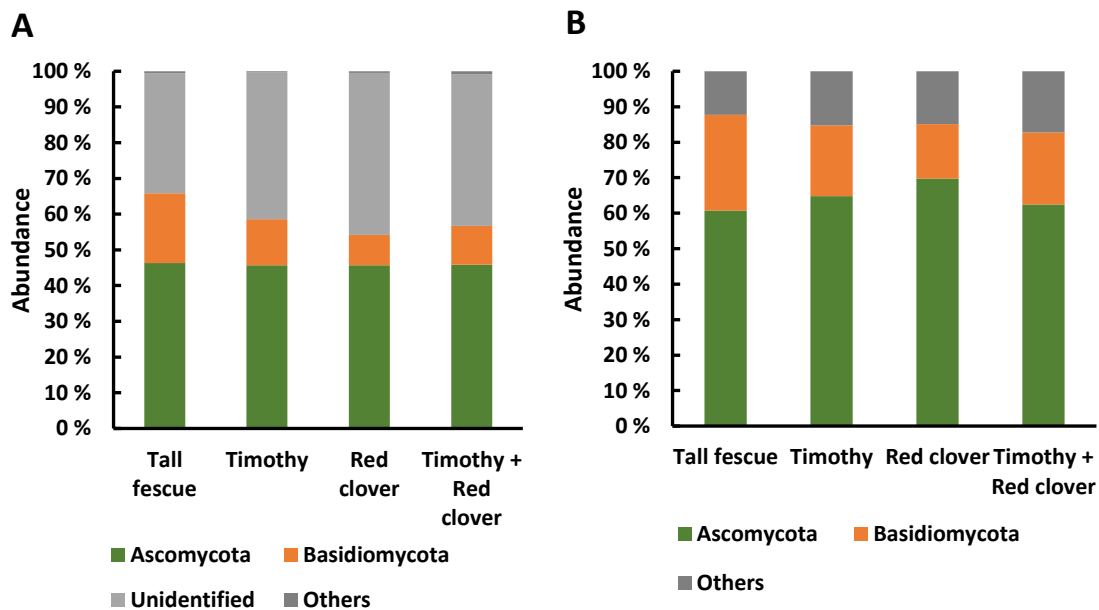 A
100 %
90 %
80 %
70 %
60 %
50 %
40 %
30 %
20 %
10 %
0 %
Abundance
Tall fescue
Timothy
Red clover
Timothy + Red clover
Ascomycota
Basidiomycota
Unidentified
Others
B
100 %
90 %
80 %
70 %
60 %
50 %
40 %
30 %
20 %
10 %
0 %
Abundance
Tall fescue
Timothy
Red clover
Timothy + Red clover
Ascomycota
Basidiomycota
Others